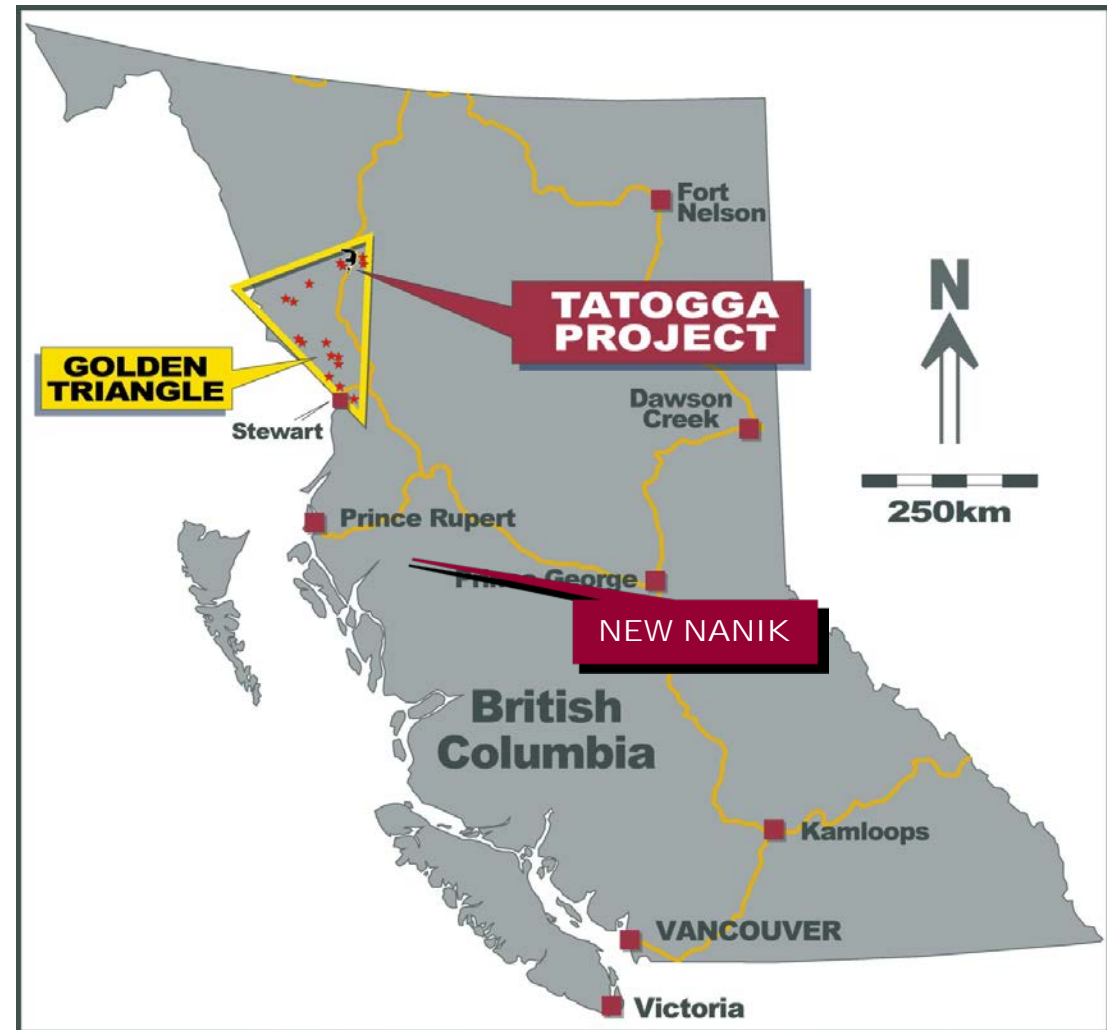 Fort
Nelson
N
TATOGGA
PROJECT
GOLDEN
TRIANGLE
Dawson
Creek
Stewart
250km
Prince Rupert
Prince George
NEW NANIK
British
Columbia
Kamloops
VANCOUVER
Victoria